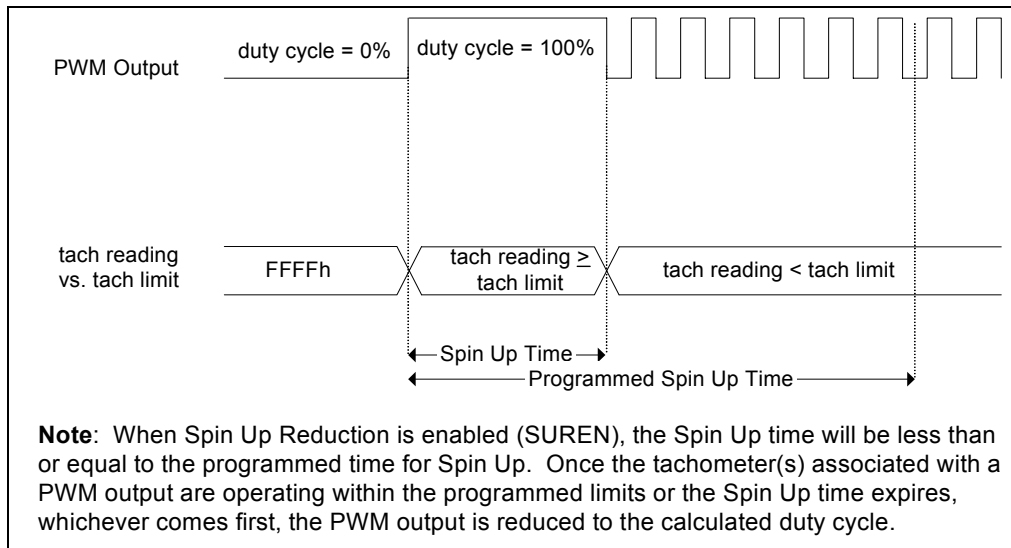 duty cycle = 0%
duty cycle = 100%
PWM Output
tach reading
vs. tach limit
FFFFh
tach reading ≥
tach limit
tach reading < tach limit
Spin Up Time
Programmed Spin Up Time
Note: When Spin Up Reduction is enabled (SUREN), the Spin Up time will be less than
or equal to the programmed time for Spin Up. Once the tachometer(s) associated with a
PWM output are operating within the programmed limits or the Spin Up time expires,
whichever comes first, the PWM output is reduced to the calculated duty cycle.